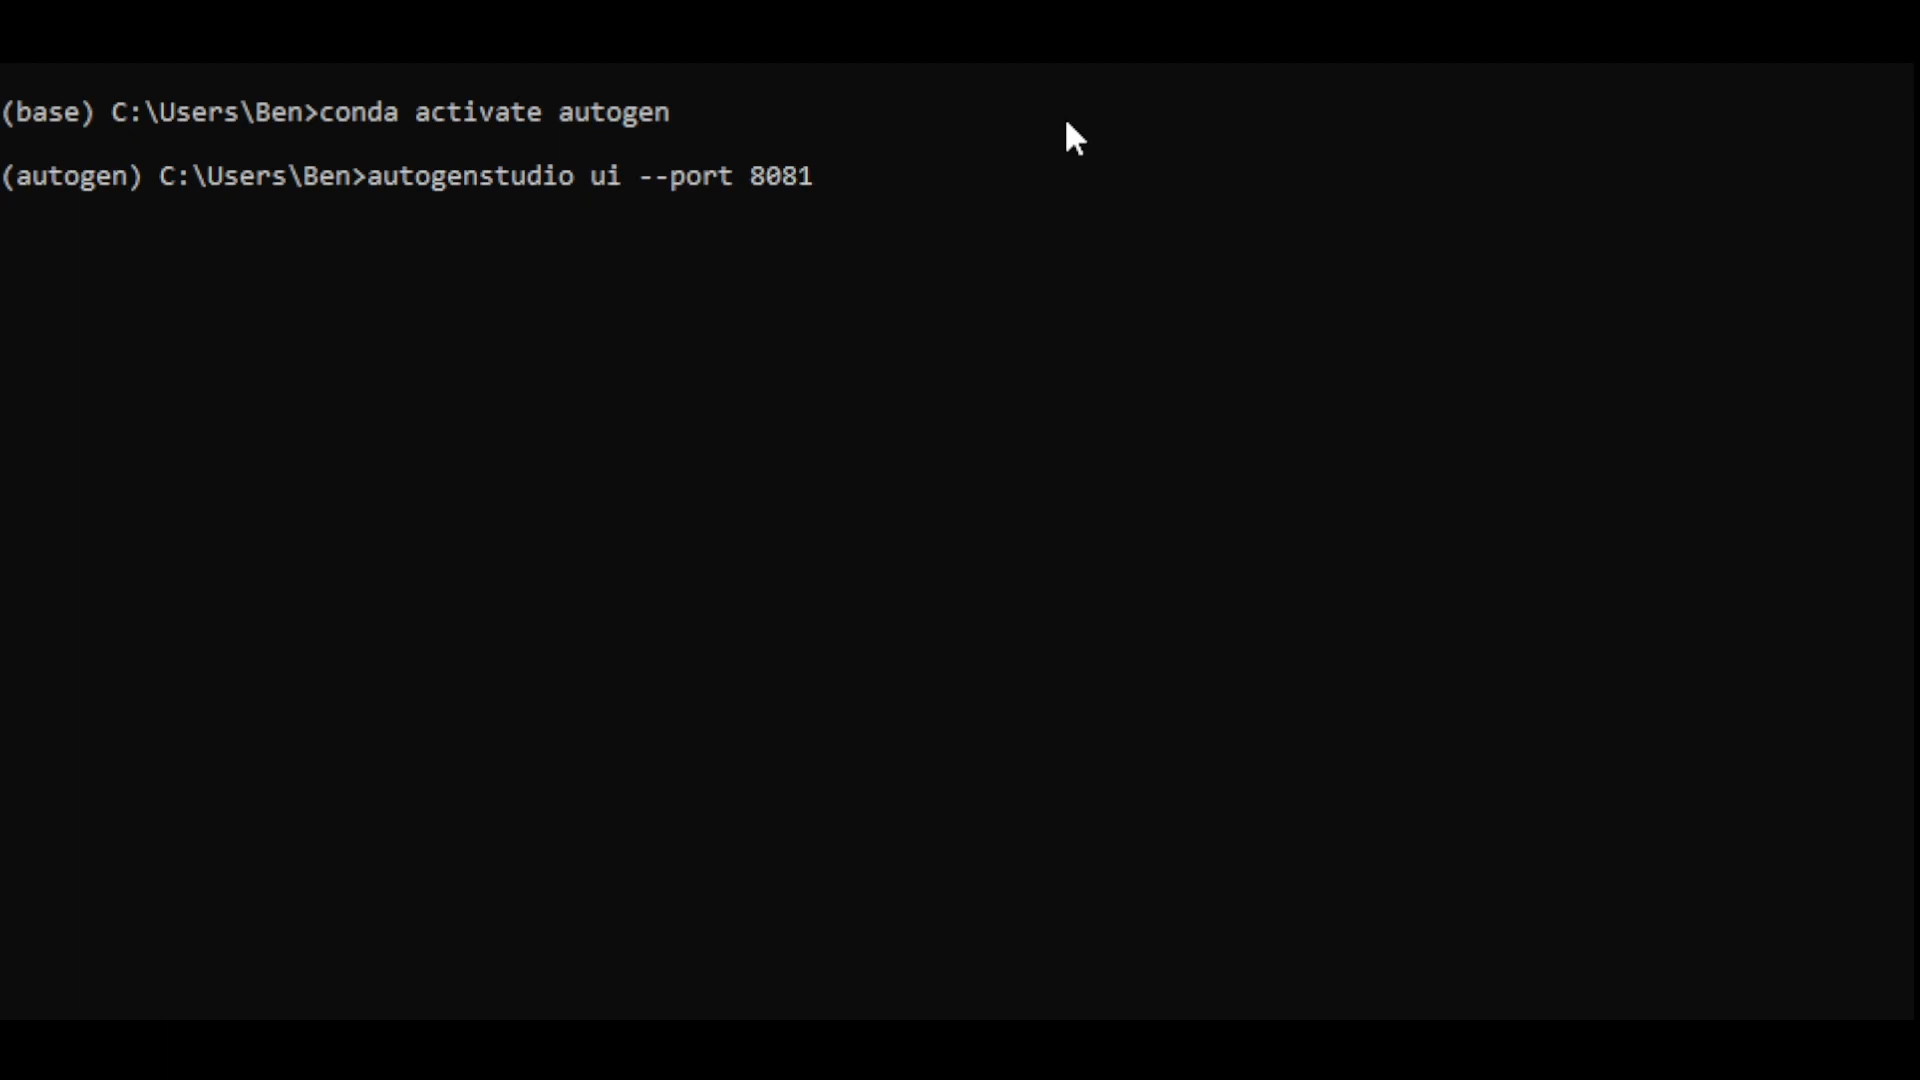 (base) C:\Users\Ben>conda activate autogen
(autogen) C:\Users\Ben>autogenstudio ui --port 8081